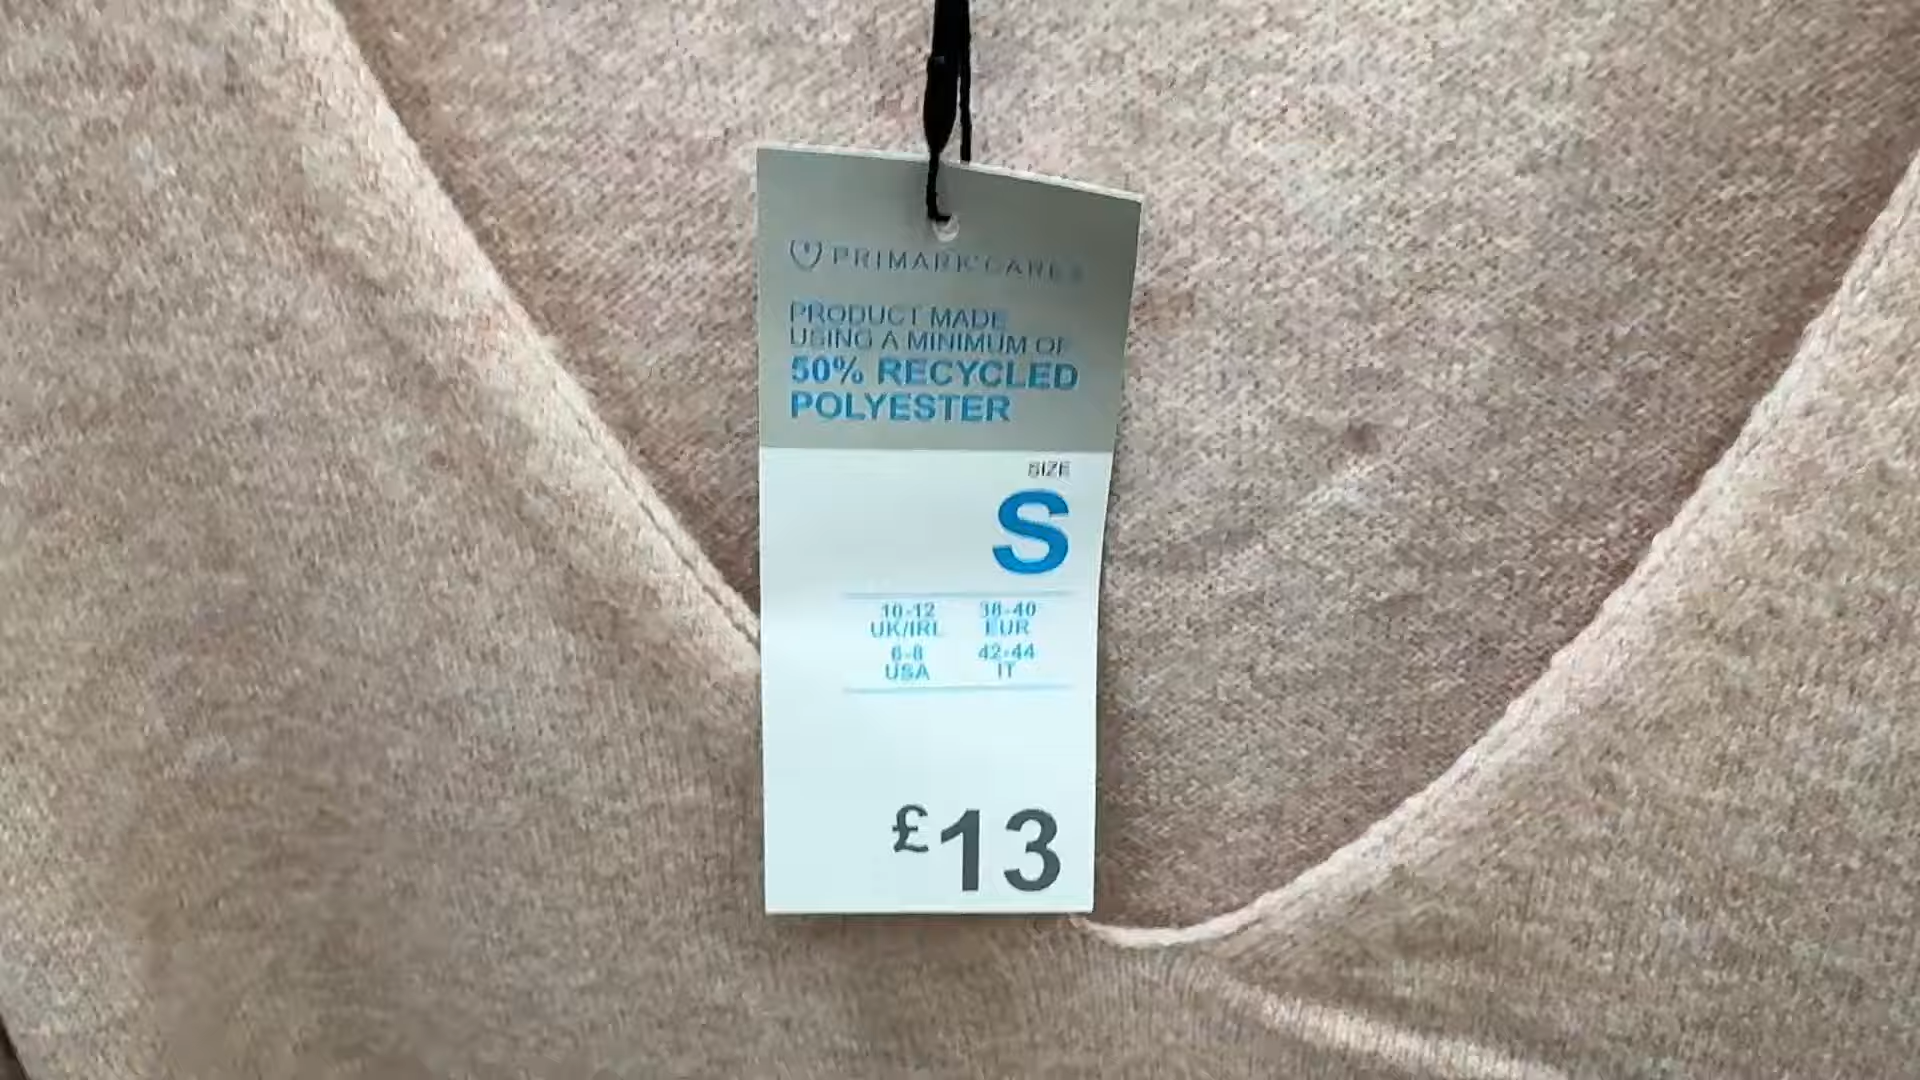 PRIMARK CARES
PRODUCT MADE
USING A MINIMUM OF
50% RECYCLED
POLYESTER
SIZE
S
10-12 38-40
UK/IRL EUR
6-8 42-44
USA IT
£13